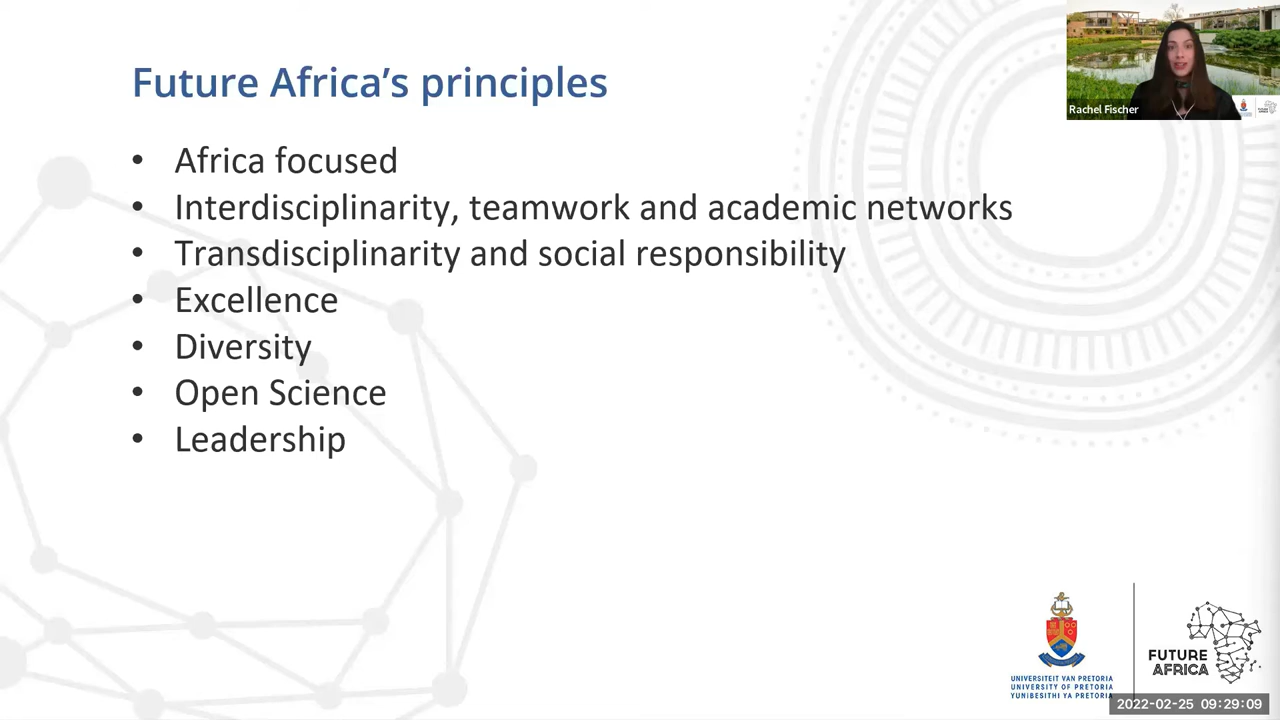 Future Africa's principles
Rachel Fischer
• Africa focused
• Interdisciplinarity, teamwork and academic networks
• Transdisciplinarity and social responsibility
• Excellence
• Diversity
• Open Science
• Leadership
UNIVERSITEIT VAN PRETORIA
UNIVERSITY OF PRETORIA
YUNIBESITHI YA PRETORIA
FUTURE
AFRICA
2022-02-25 09:29:09